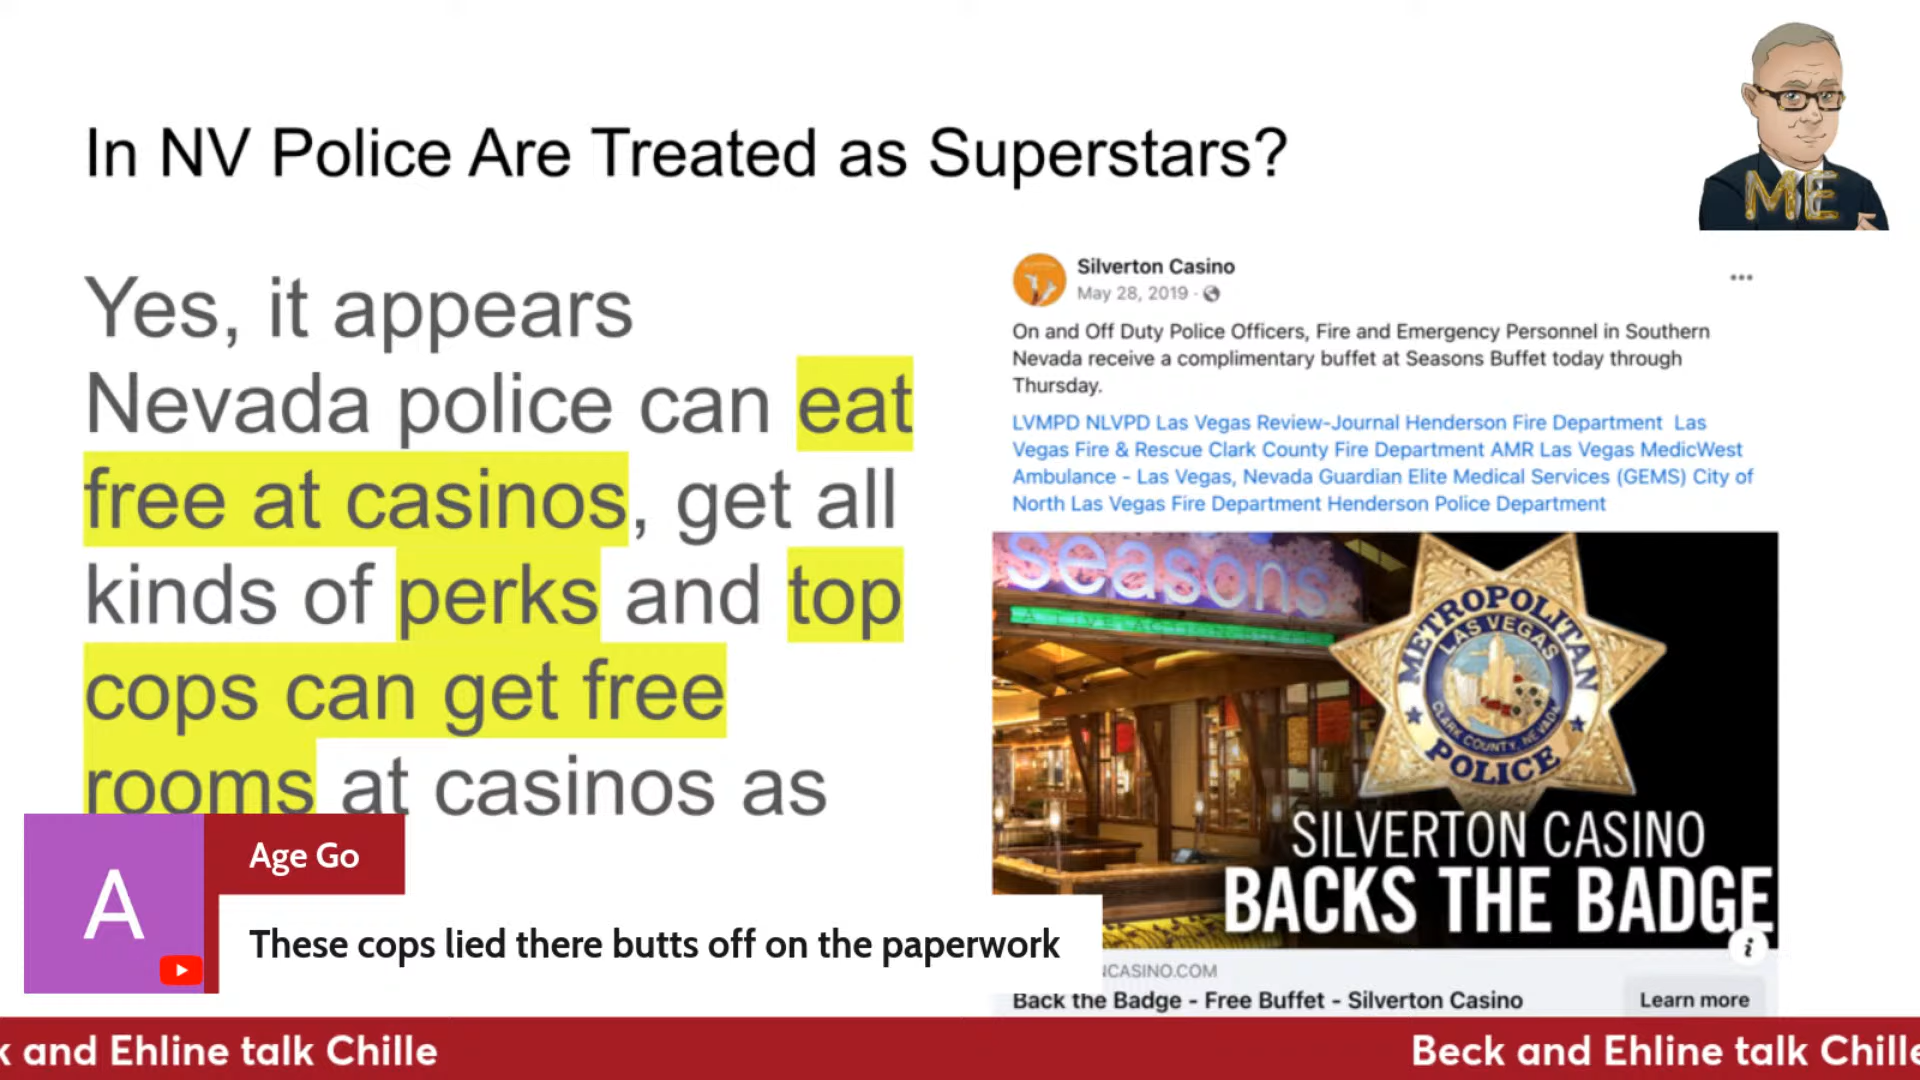 In NV Police Are Treated as Superstars?
ME
Yes, it appears
Nevada police can eat
free at casinos, get all
kinds of perks and top
cops can get free
rooms at casinos as
Silverton Casino
May 28, 2019 ·
On and Off Duty Police Officers, Fire and Emergency Personnel in Southern
Nevada receive a complimentary buffet at Seasons Buffet today through
Thursday.
LVMPD NLVPD Las Vegas Review-Journal Henderson Fire Department Las
Vegas Fire & Rescue Clark County Fire Department AMR Las Vegas MedicWest
Ambulance - Las Vegas, Nevada Guardian Elite Medical Services (GEMS) City of
North Las Vegas Fire Department Henderson Police Department
seasons
METROPOLITAN
LAS VEGAS
CLARK COUNTY, NEVADA
POLICE
SILVERTON CASINO
BACKS THE BADGE
NCASINO.COM
Back the Badge - Free Buffet - Silverton Casino
Learn more
A
Age Go
These cops lied there butts off on the paperwork
k and Ehline talk Chille
Beck and Ehline talk Chille